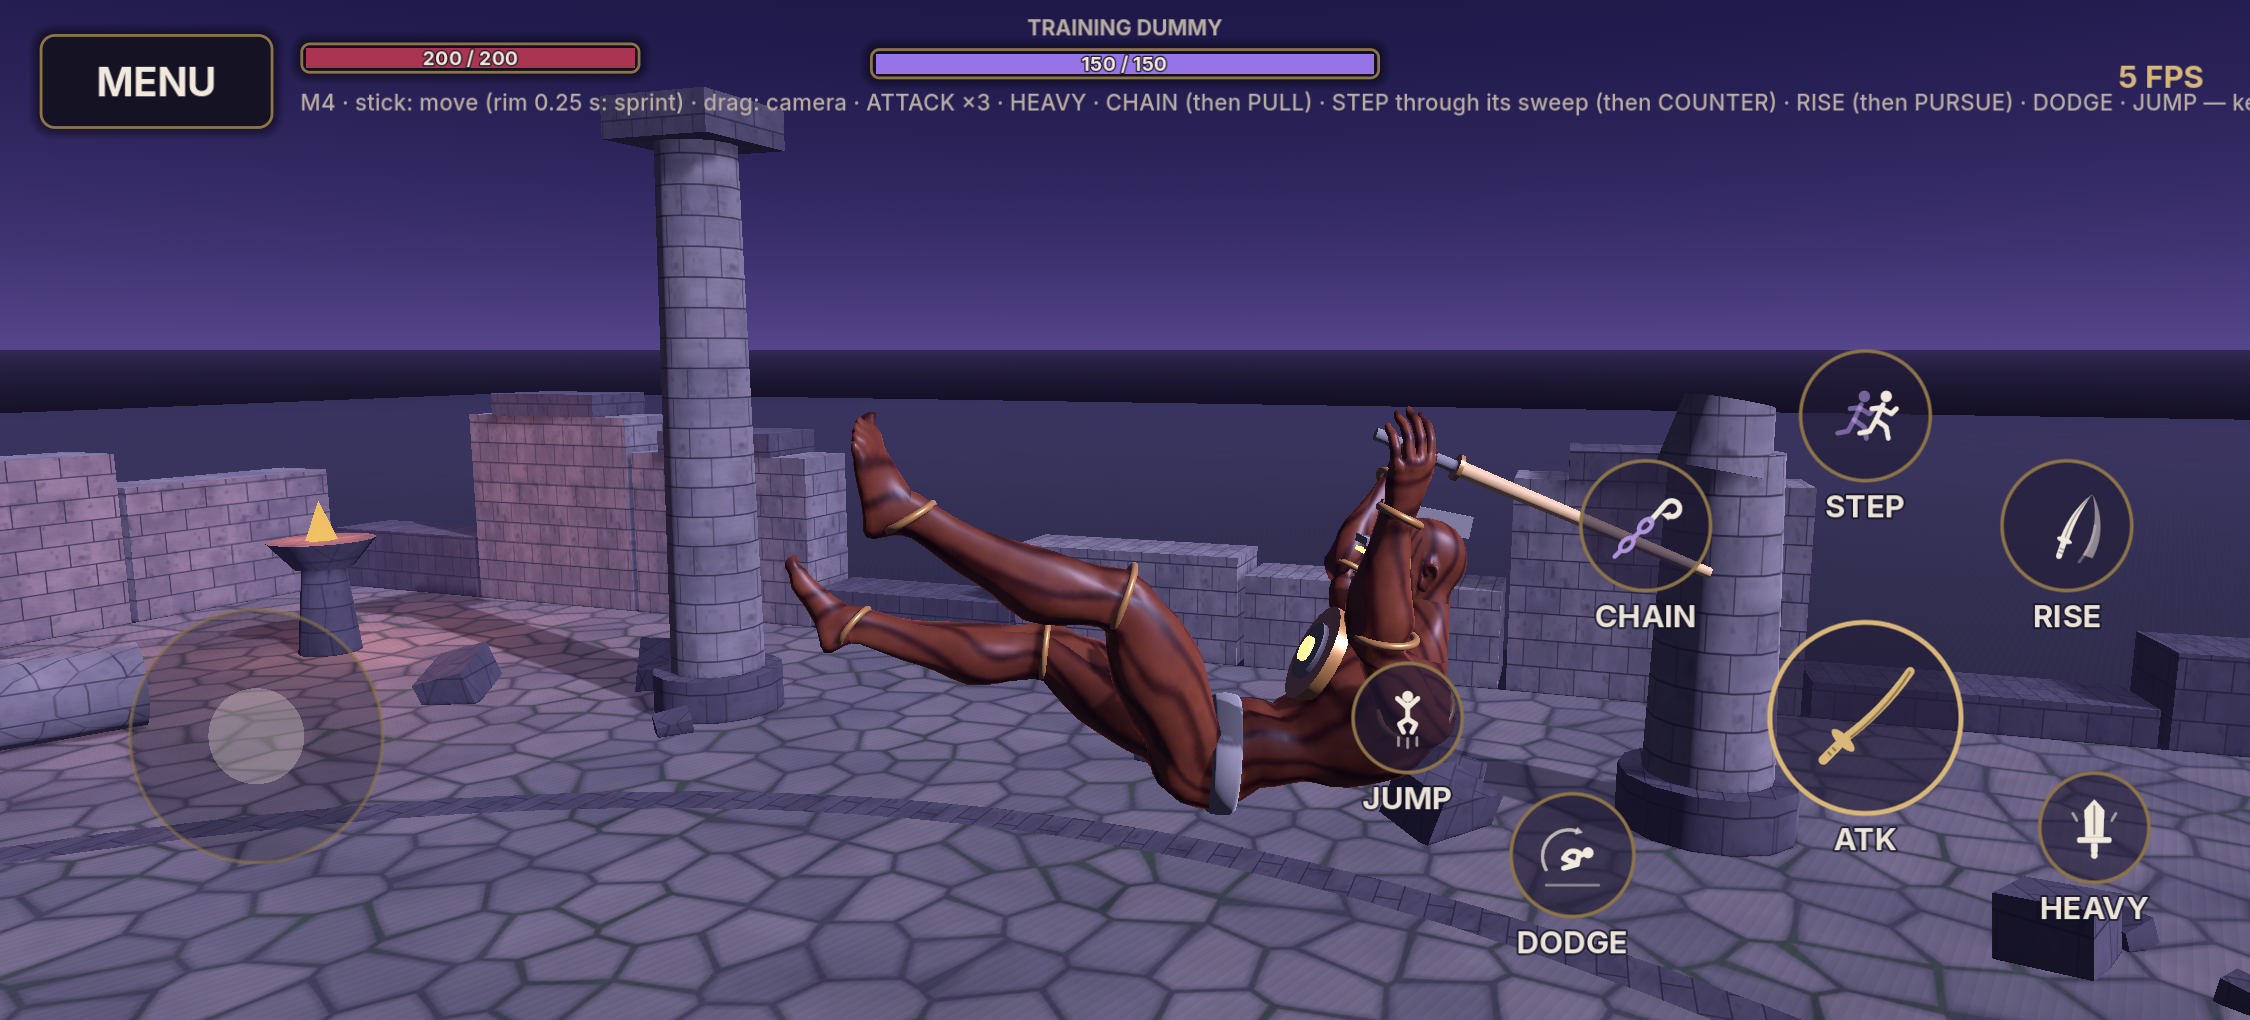 TRAINING DUMMY
MENU
200 / 200
150 / 150
5 FPS
M4 · stick: move (rim 0.25 s: sprint) · drag: camera · ATTACK ×3 · HEAVY · CHAIN (then PULL) · STEP through its sweep (then COUNTER) · RISE (then PURSUE) · DODGE · JUMP —
STEP
CHAIN
RISE
JUMP
ATK
HEAVY
DODGE